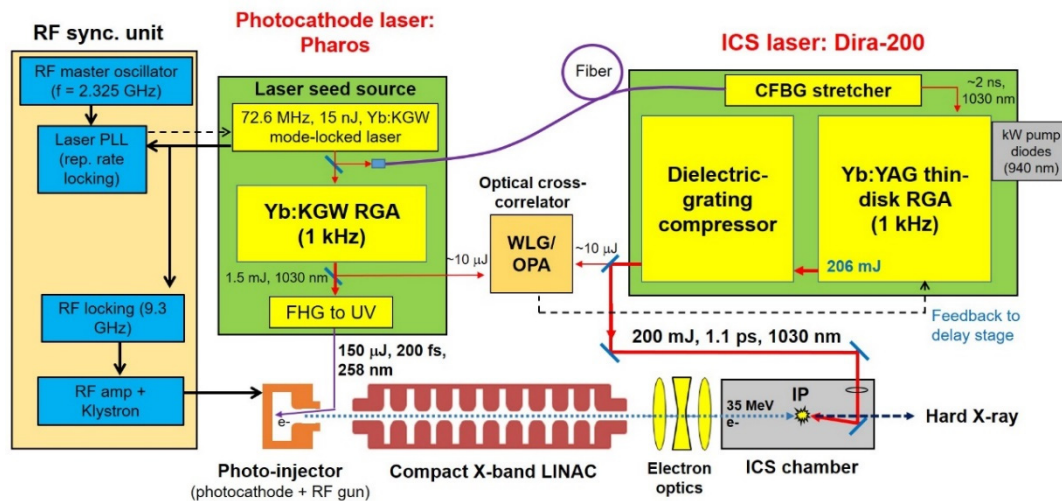 RF sync. unit
RF master oscillator
(f = 2.325 GHz)
Laser PLL
(rep. rate
locking)
RF locking (9.3
GHz)
RF amp +
Klystron
Photocathode laser:
Pharos
Laser seed source
72.6 MHz, 15 nJ, Yb:KGW
mode-locked laser
Yb:KGW RGA
(1 kHz)
1.5 mJ, 1030 nm
FHG to UV
150 μJ, 200 fs,
258 nm
Fiber
Optical cross-
correlator
WLG/
OPA
~10 μJ
~10 μJ
ICS laser: Dira-200
CFBG stretcher
~2 ns,
1030 nm
kW pump
diodes
(940 nm)
Dielectric-
grating
compressor
Yb:YAG thin-
disk RGA
(1 kHz)
206 mJ
Feedback to
delay stage
200 mJ, 1.1 ps, 1030 nm
e-
Photo-injector
(photocathode + RF gun)
Compact X-band LINAC
Electron
optics
35 MeV
e-
IP
ICS chamber
Hard X-ray